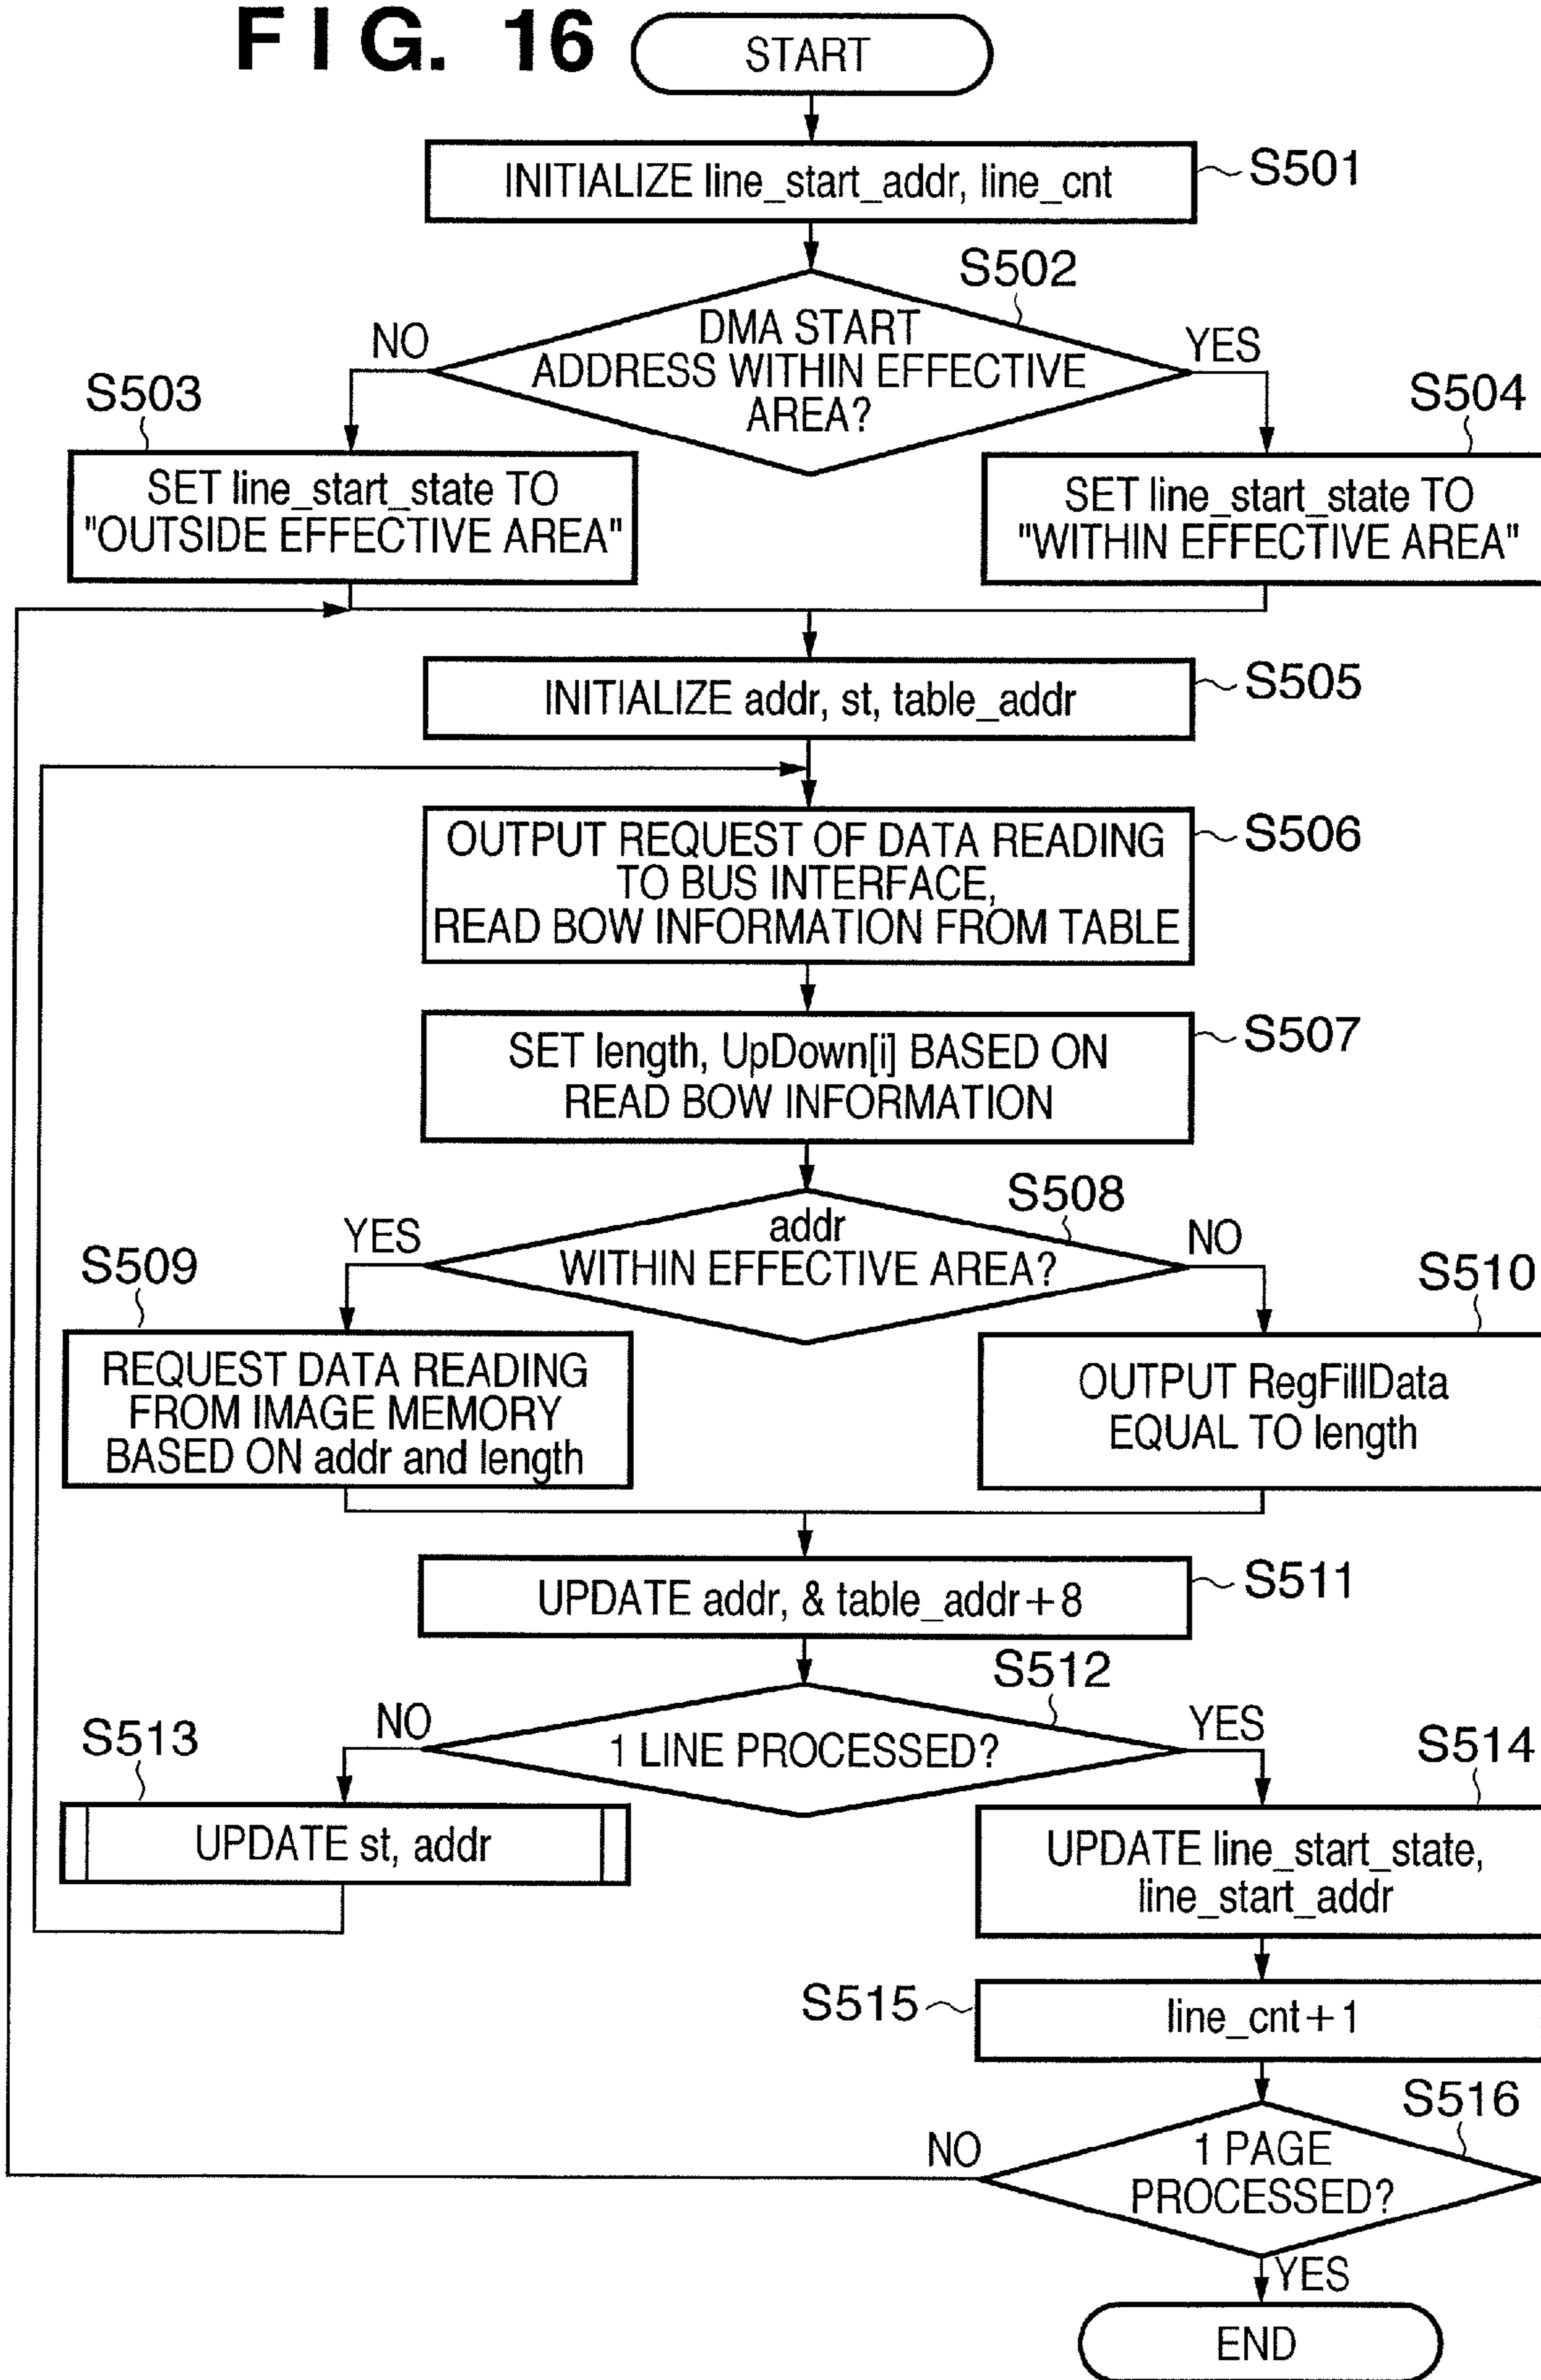 FIG. 16
START
INITIALIZE line_start_addr, line_cnt
S501
S502
DMA START
ADDRESS WITHIN EFFECTIVE
AREA?
NO
YES
S503
SET line_start_state TO
"OUTSIDE EFFECTIVE AREA"
S504
SET line_start_state TO
"WITHIN EFFECTIVE AREA"
INITIALIZE addr, st, table_addr
S505
OUTPUT REQUEST OF DATA READING
TO BUS INTERFACE,
READ BOW INFORMATION FROM TABLE
S506
SET length, UpDown[i] BASED ON
READ BOW INFORMATION
S507
S508
addr
WITHIN EFFECTIVE AREA?
YES
NO
S509
REQUEST DATA READING
FROM IMAGE MEMORY
BASED ON addr and length
S510
OUTPUT RegFillData
EQUAL TO length
UPDATE addr, & table_addr+8
S511
S512
1 LINE PROCESSED?
NO
YES
S513
UPDATE st, addr
S514
UPDATE line_start_state,
line_start_addr
S515
line_cnt+1
S516
1 PAGE
PROCESSED?
NO
YES
END